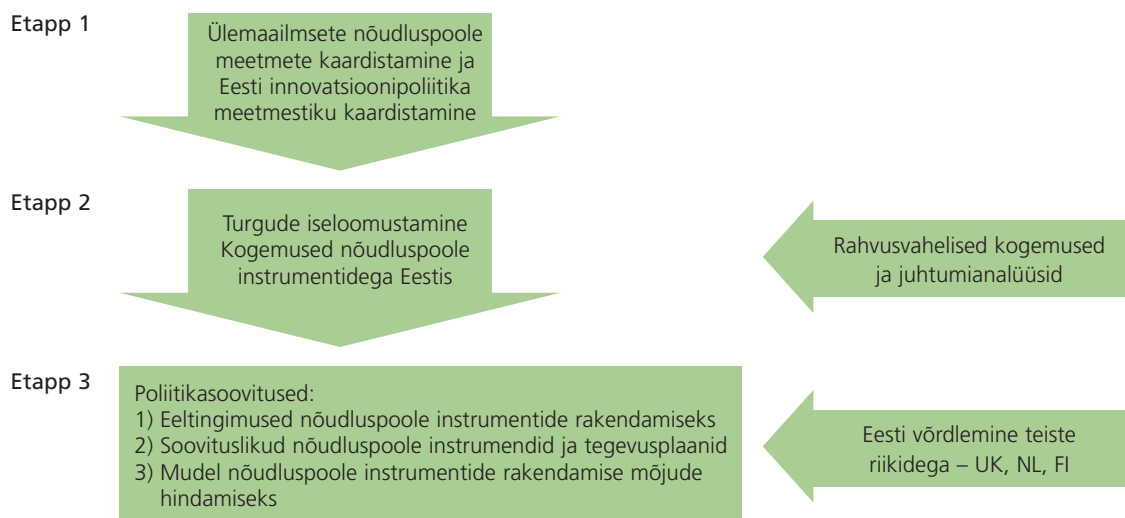 Etapp 1
Ülemaailmsete nõudluspoole
meetmete kaardistamine ja
Eesti innovatsioonipoliitika
meetmestiku kaardistamine
Etapp 2
Turgude iseloomustamine
Kogemused nõudluspoole
instrumentidega Eestis
Rahvusvahelised kogemused
ja juhtumianalüüsid
Etapp 3
Poliitikasoovitused:
1) Eeltingimused nõudluspoole instrumentide rakendamiseks
2) Soovituslikud nõudluspoole instrumendid ja tegevusplaanid
3) Mudel nõudluspoole instrumentide rakendamise mõjude
hindamiseks
Eesti võrdlemine teiste
riikidega – UK, NL, FI